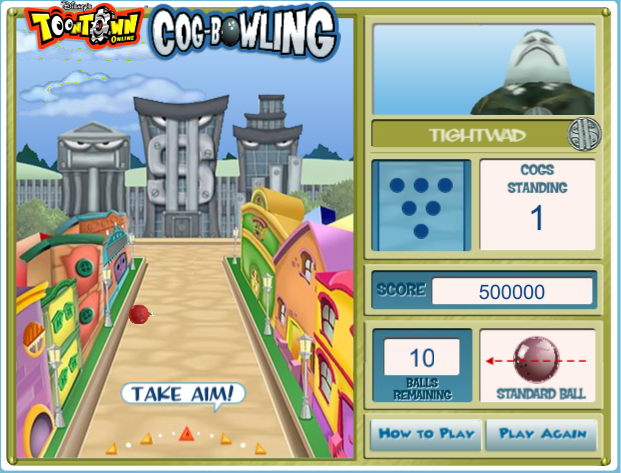 Disney's
TOONTOWN
ONLINE
COG-BOWLING
TIGHTWAD
COGS
STANDING
1
SCORE 500000
10
BALLS
REMAINING
STANDARD BALL
TAKE AIM!
HOW TO PLAY
PLAY AGAIN